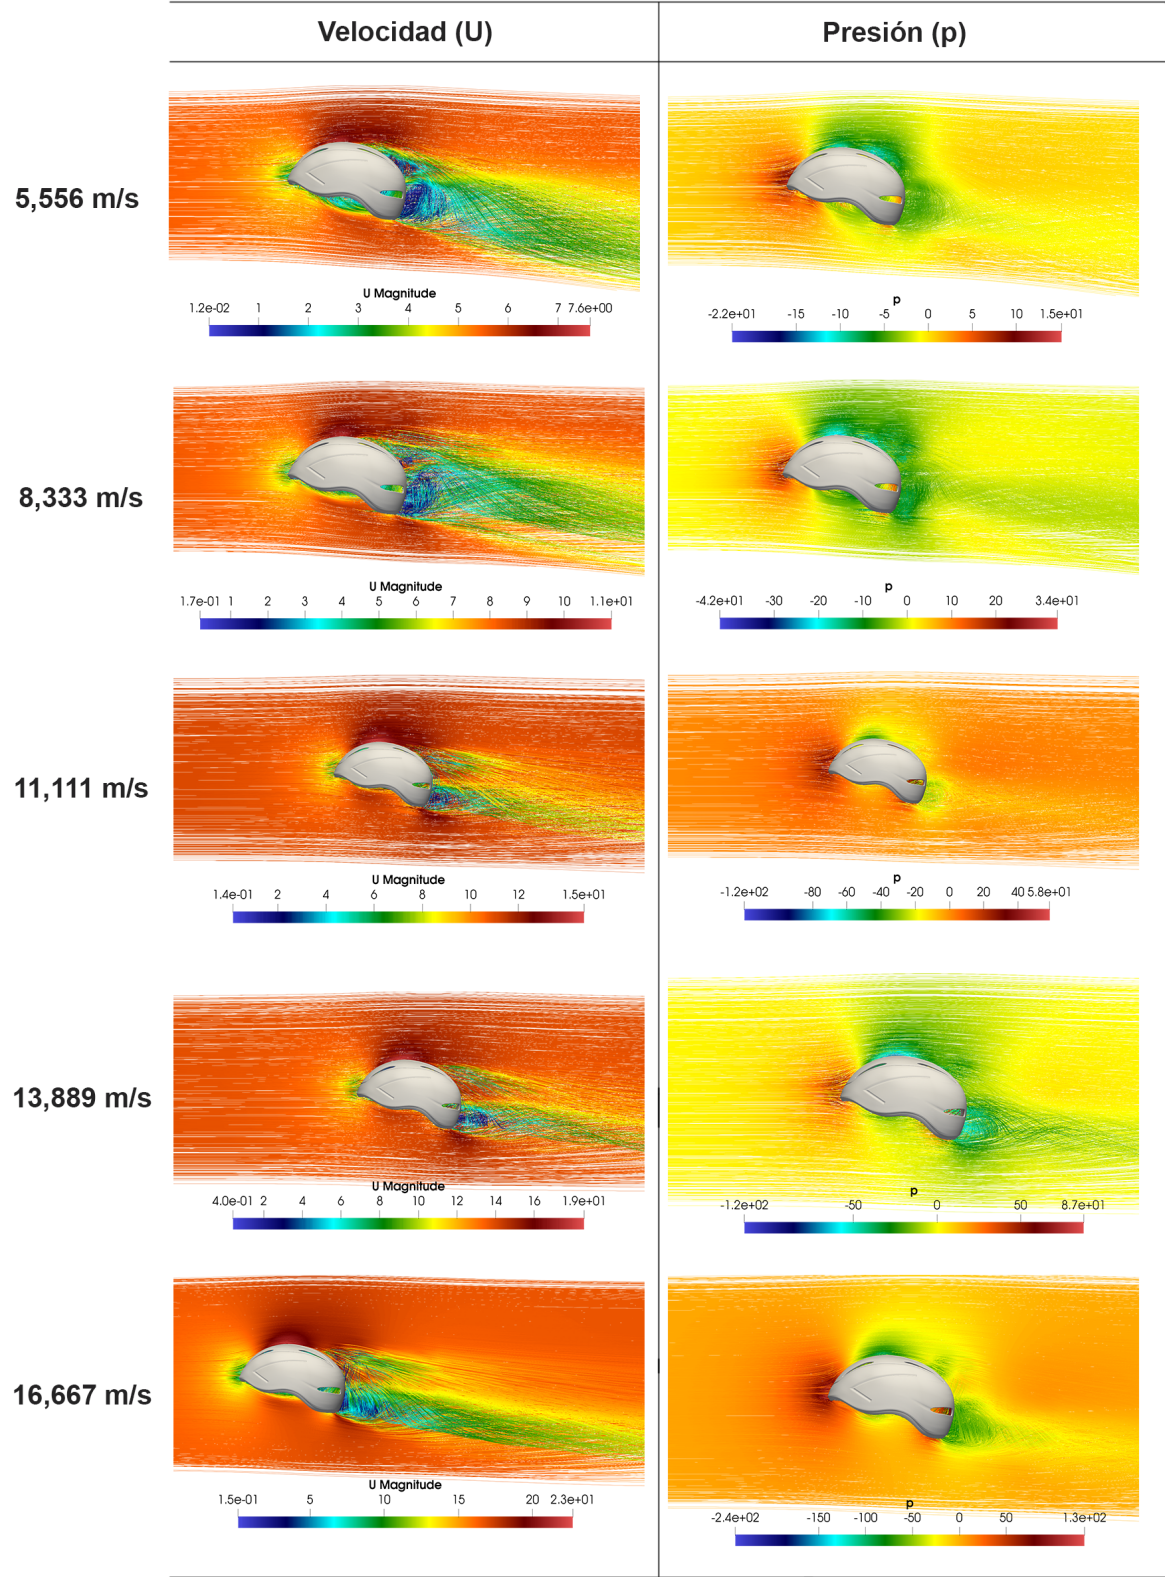 Velocidad (U)
Presión (p)
5,556 m/s
U Magnitude
1.2e-02 1 2 3 4 5 6 7 7.6e+00
p
-2.2e+01 -15 -10 -5 0 5 10 1.5e+01
8,333 m/s
U Magnitude
1.7e-01 1 2 3 4 5 6 7 8 9 10 1.1e+01
p
-4.2e+01 -30 -20 -10 0 10 20 3.4e+01
11,111 m/s
U Magnitude
1.4e-01 2 4 6 8 10 12 1.5e+01
p
-1.2e+02 -80 -60 -40 -20 0 20 40 5.8e+01
13,889 m/s
U Magnitude
4.0e-01 2 4 6 8 10 12 14 16 1.9e+01
p
-1.2e+02 -50 0 50 8.7e+01
16,667 m/s
U Magnitude
1.5e-01 5 10 15 20 2.3e+01
p
-2.4e+02 -150 -100 -50 0 50 1.3e+02